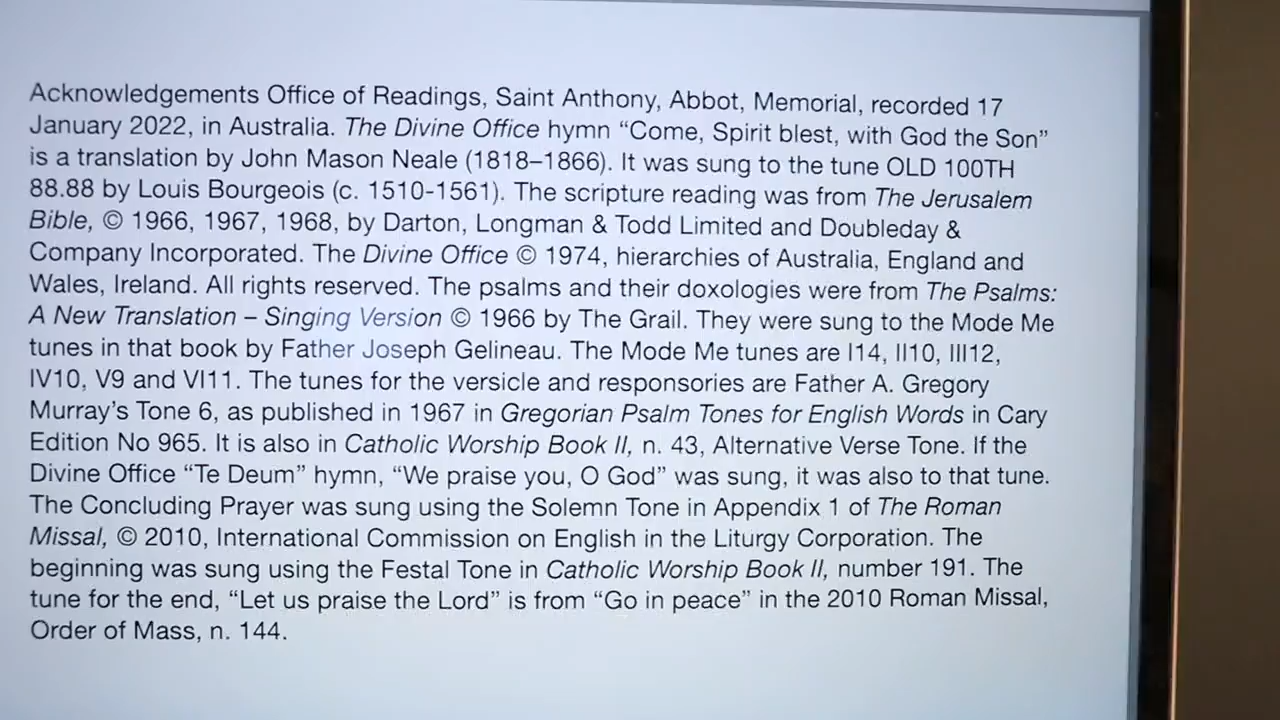 Acknowledgements Office of Readings, Saint Anthony, Abbot, Memorial, recorded 17
January 2022, in Australia. The Divine Office hymn “Come, Spirit blest, with God the Son”
is a translation by John Mason Neale (1818–1866). It was sung to the tune OLD 100TH
88.88 by Louis Bourgeois (c. 1510-1561). The scripture reading was from The Jerusalem
Bible, © 1966, 1967, 1968, by Darton, Longman & Todd Limited and Doubleday &
Company Incorporated. The Divine Office © 1974, hierarchies of Australia, England and
Wales, Ireland. All rights reserved. The psalms and their doxologies were from The Psalms:
A New Translation – Singing Version © 1966 by The Grail. They were sung to the Mode Me
tunes in that book by Father Joseph Gelineau. The Mode Me tunes are I14, II10, III12,
IV10, V9 and VI11. The tunes for the versicle and responsories are Father A. Gregory
Murray’s Tone 6, as published in 1967 in Gregorian Psalm Tones for English Words in Cary
Edition No 965. It is also in Catholic Worship Book II, n. 43, Alternative Verse Tone. If the
Divine Office “Te Deum” hymn, “We praise you, O God” was sung, it was also to that tune.
The Concluding Prayer was sung using the Solemn Tone in Appendix 1 of The Roman
Missal, © 2010, International Commission on English in the Liturgy Corporation. The
beginning was sung using the Festal Tone in Catholic Worship Book II, number 191. The
tune for the end, “Let us praise the Lord” is from “Go in peace” in the 2010 Roman Missal,
Order of Mass, n. 144.